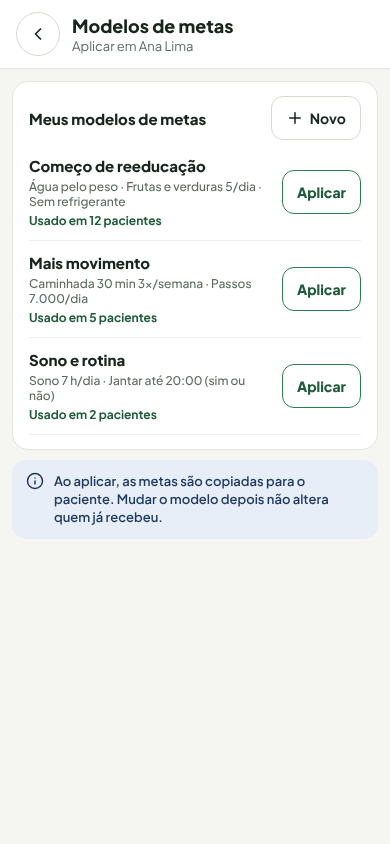 Modelos de metas
Aplicar em Ana Lima
Meus modelos de metas
Novo
Começo de reeducação
Água pelo peso · Frutas e verduras 5/dia ·
Sem refrigerante
Usado em 12 pacientes
Aplicar
Mais movimento
Caminhada 30 min 3×/semana · Passos
7.000/dia
Usado em 5 pacientes
Aplicar
Sono e rotina
Sono 7 h/dia · Jantar até 20:00 (sim ou
não)
Usado em 2 pacientes
Aplicar
Ao aplicar, as metas são copiadas para o
paciente. Mudar o modelo depois não altera
quem já recebeu.